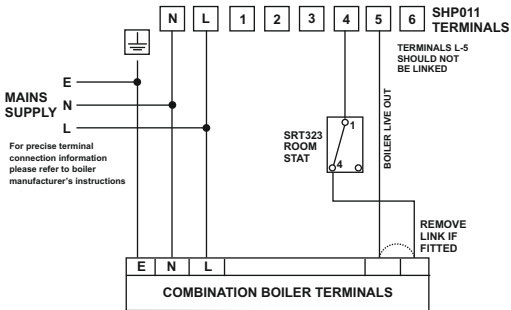 N L 1 2 3 4 5 6 SHP011
TERMINALS
TERMINALS L-5
SHOULD NOT
BE LINKED
E
MAINS
SUPPLY
N
L
For precise terminal
connection information
please refer to boiler
manufacturer's instructions
SRT323
ROOM
STAT
1
4
BOILER LIVE OUT
REMOVE
LINK IF
FITTED
E N L
COMBINATION BOILER TERMINALS